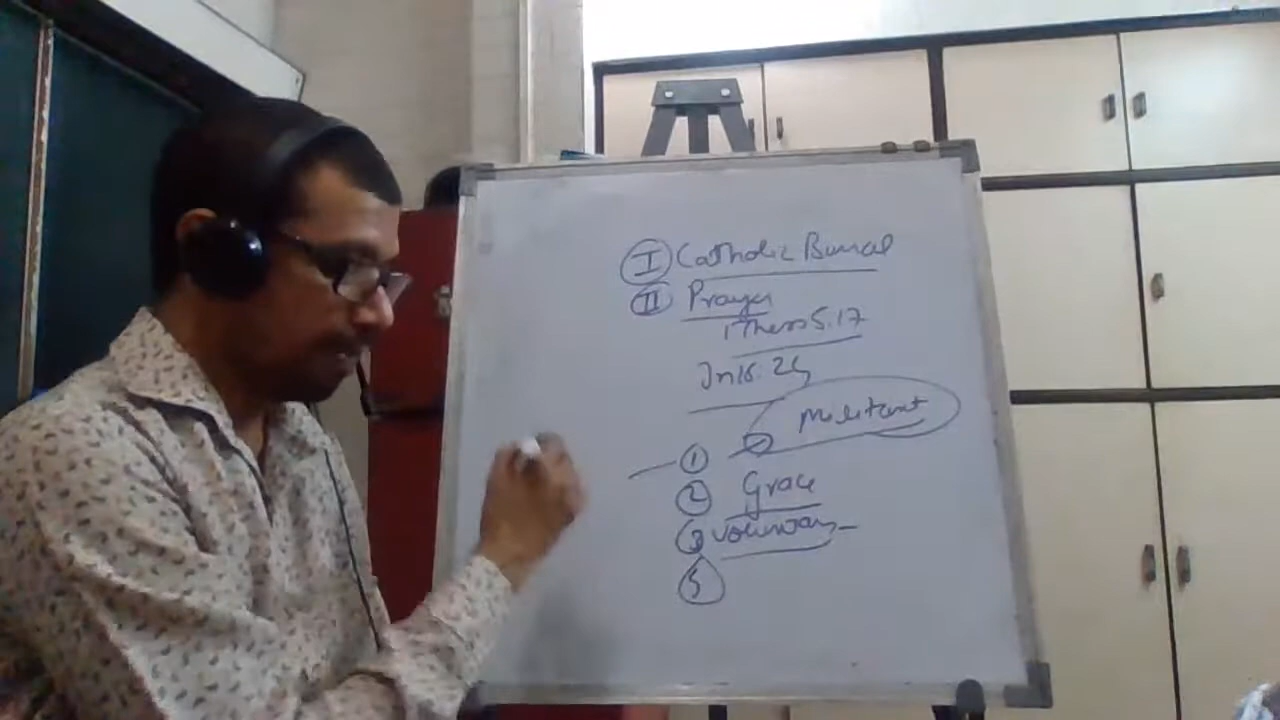 I Catholic Burial
II Prayer
1 Thess 5.17
Jn 16.24
Militant
1
2 Grace
3 Voluntary
5